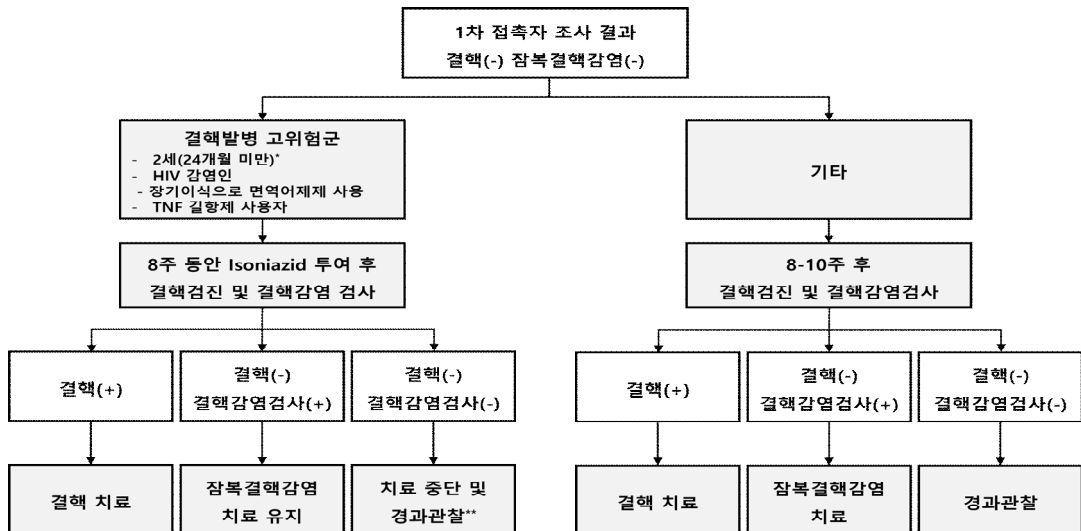 1차 접촉자 조사 결과
결핵(-) 잠복결핵감염(-)
결핵발병 고위험군
- 2세(24개월 미만)*
- HIV 감염인
- 장기이식으로 면역어제제 사용
- TNF 길항제 사용자
기타
8주 동안 Isoniazid 투여 후
결핵검진 및 결핵감염 검사
8-10주 후
결핵검진 및 결핵감염검사
결핵(+)
결핵(-)
결핵감염검사(+)
결핵(-)
결핵감염검사(-)
결핵(+)
결핵(-)
결핵감염검사(+)
결핵(-)
결핵감염검사(-)
결핵 치료
잠복결핵감염
치료 유지
치료 중단 및
경과관찰**
결핵 치료
잠복결핵감염
치료
경과관찰